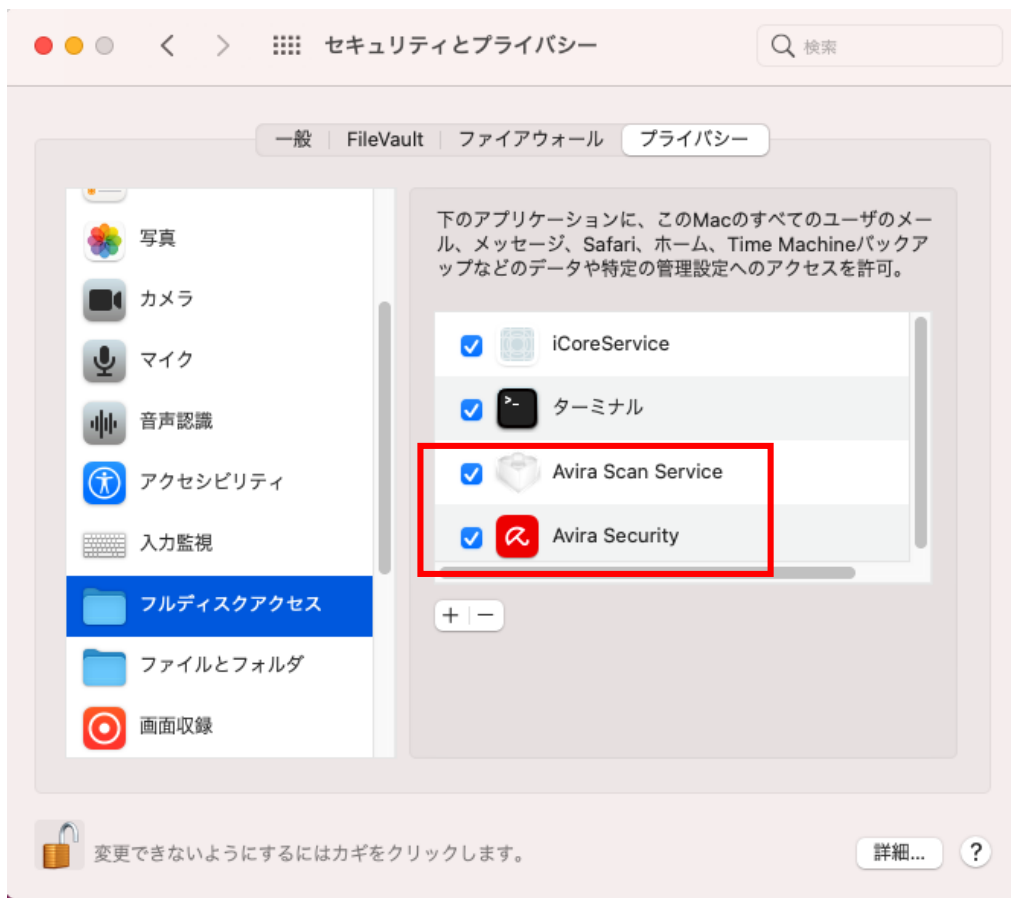 セキュリティとプライバシー
検索
一般 FileVault ファイアウォール プライバシー
写真
カメラ
マイク
音声認識
アクセシビリティ
入力監視
フルディスクアクセス
ファイルとフォルダ
画面収録
下のアプリケーションに、このMacのすべてのユーザのメー
ル、メッセージ、Safari、ホーム、Time Machineバックア
ップなどのデータや特定の管理設定へのアクセスを許可。
iCoreService
ターミナル
Avira Scan Service
Avira Security
変更できないようにするにはカギをクリックします。
詳細...
?